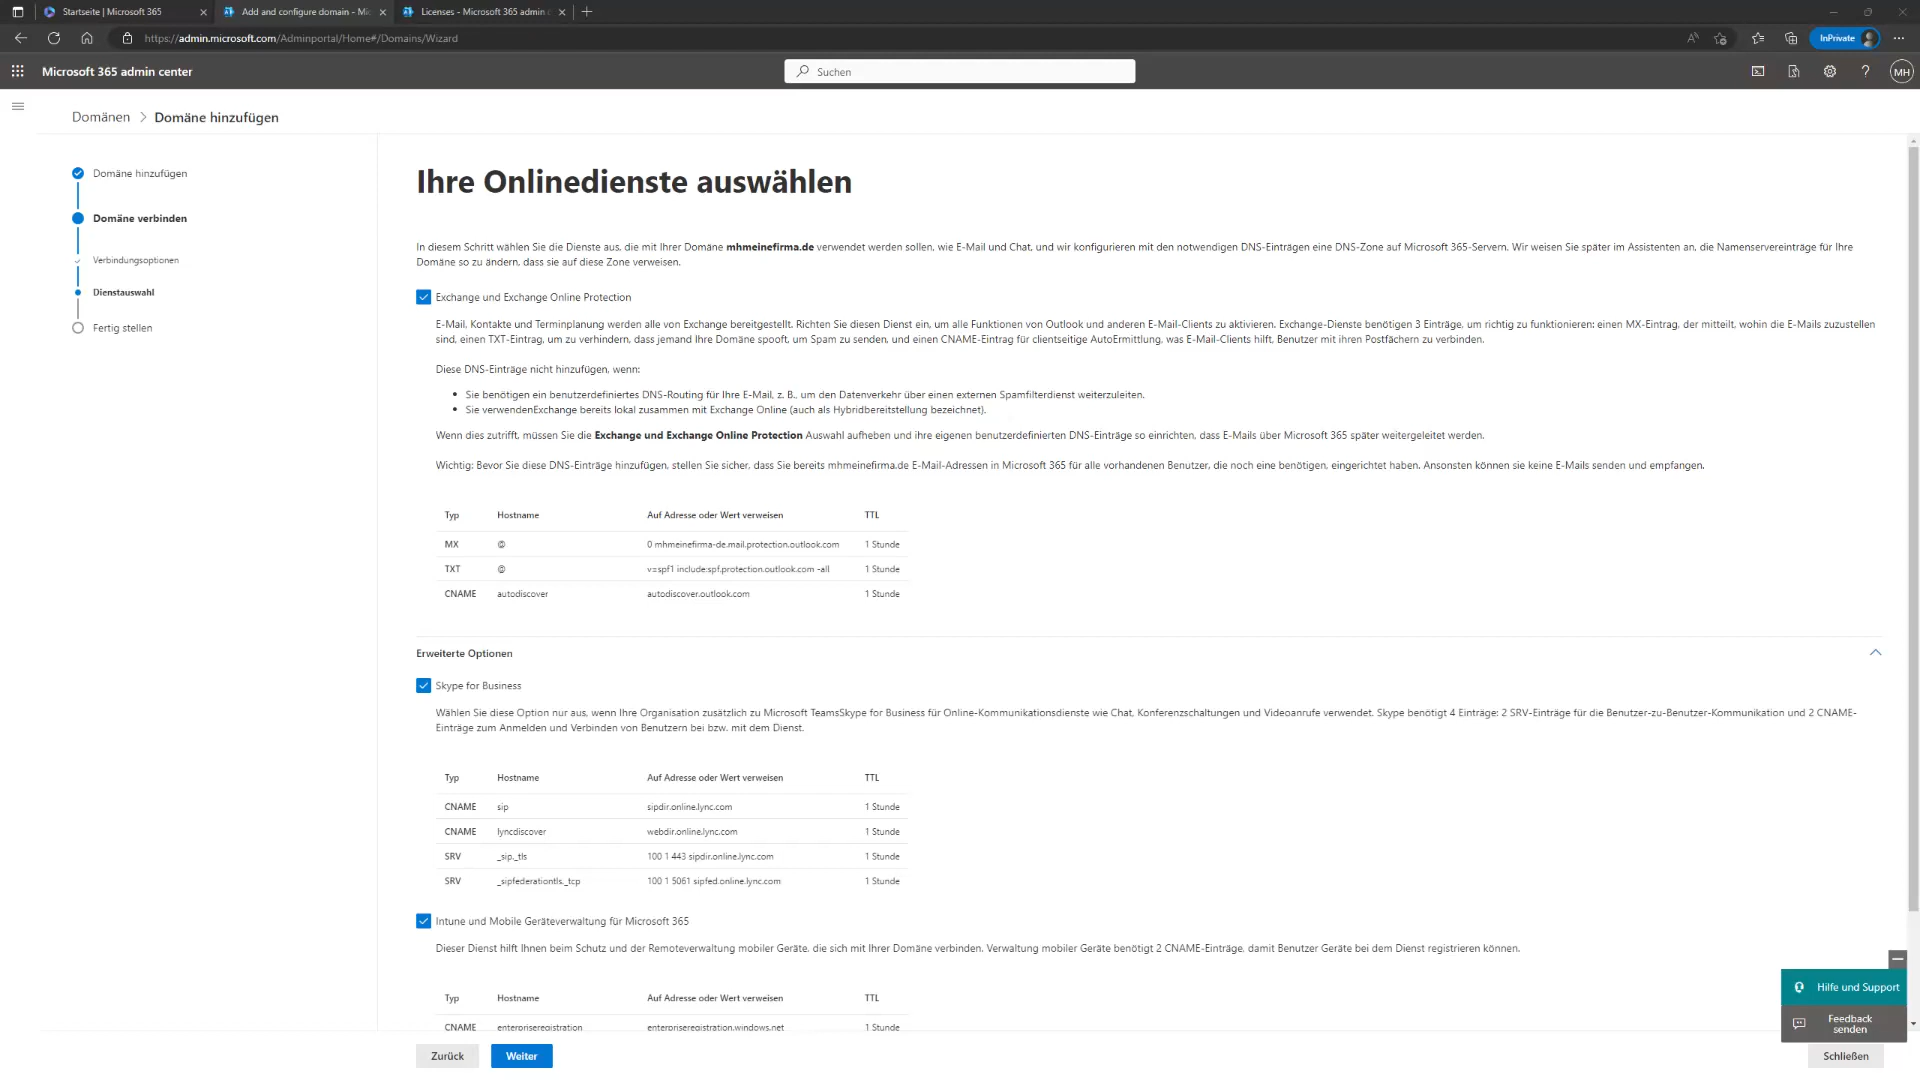 Startseite | Microsoft 365
Add and configure domain - Mic
Licenses - Microsoft 365 admin c
https://admin.microsoft.com/Adminportal/Home#/Domains/Wizard
InPrivate
Microsoft 365 admin center
Suchen
MH
Domänen > Domäne hinzufügen
Domäne hinzufügen
Domäne verbinden
Verbindungsoptionen
Dienstauswahl
Fertig stellen
Ihre Onlinedienste auswählen
In diesem Schritt wählen Sie die Dienste aus, die mit Ihrer Domäne mhmeinefirma.de verwendet werden sollen, wie E-Mail und Chat, und wir konfigurieren mit den notwendigen DNS-Einträgen eine DNS-Zone auf Microsoft 365-Servern. Wir weisen Sie später im Assistenten an, die Namenservereinträge für Ihre
Domäne so zu ändern, dass sie auf diese Zone verweisen.
Exchange und Exchange Online Protection
E-Mail, Kontakte und Terminplanung werden alle von Exchange bereitgestellt. Richten Sie diesen Dienst ein, um alle Funktionen von Outlook und anderen E-Mail-Clients zu aktivieren. Exchange-Dienste benötigen 3 Einträge, um richtig zu funktionieren: einen MX-Eintrag, der mitteilt, wohin die E-Mails zuzustellen
sind, einen TXT-Eintrag, um zu verhindern, dass jemand Ihre Domäne spooft, um Spam zu senden, und einen CNAME-Eintrag für clientseitige AutoErmittlung, was E-Mail-Clients hilft, Benutzer mit ihren Postfächern zu verbinden.
Diese DNS-Einträge nicht hinzufügen, wenn:
• Sie benötigen ein benutzerdefiniertes DNS-Routing für Ihre E-Mail, z. B., um den Datenverkehr über einen externen Spamfilterdienst weiterzuleiten.
• Sie verwendenExchange bereits lokal zusammen mit Exchange Online (auch als Hybridbereitstellung bezeichnet).
Wenn dies zutrifft, müssen Sie die Exchange und Exchange Online Protection Auswahl aufheben und ihre eigenen benutzerdefinierten DNS-Einträge so einrichten, dass E-Mails über Microsoft 365 später weitergeleitet werden.
Wichtig: Bevor Sie diese DNS-Einträge hinzufügen, stellen Sie sicher, dass Sie bereits mhmeinefirma.de E-Mail-Adressen in Microsoft 365 für alle vorhandenen Benutzer, die noch eine benötigen, eingerichtet haben. Ansonsten können sie keine E-Mails senden und empfangen.
Typ Hostname Auf Adresse oder Wert verweisen TTL
MX @ 0 mhmeinefirma-de.mail.protection.outlook.com 1 Stunde
TXT @ v=spf1 include:spf.protection.outlook.com -all 1 Stunde
CNAME autodiscover autodiscover.outlook.com 1 Stunde
Erweiterte Optionen
Skype for Business
Wählen Sie diese Option nur aus, wenn Ihre Organisation zusätzlich zu Microsoft TeamsSkype for Business für Online-Kommunikationsdienste wie Chat, Konferenzschaltungen und Videoanrufe verwendet. Skype benötigt 4 Einträge: 2 SRV-Einträge für die Benutzer-zu-Benutzer-Kommunikation und 2 CNAME-
Einträge zum Anmelden und Verbinden von Benutzern bei bzw. mit dem Dienst.
Typ Hostname Auf Adresse oder Wert verweisen TTL
CNAME sip sipdir.online.lync.com 1 Stunde
CNAME lyncdiscover webdir.online.lync.com 1 Stunde
SRV _sip._tls 100 1 443 sipdir.online.lync.com 1 Stunde
SRV _sipfederationtls._tcp 100 1 5061 sipfed.online.lync.com 1 Stunde
Intune und Mobile Geräteverwaltung für Microsoft 365
Dieser Dienst hilft Ihnen beim Schutz und der Remoteverwaltung mobiler Geräte, die sich mit Ihrer Domäne verbinden. Verwaltung mobiler Geräte benötigt 2 CNAME-Einträge, damit Benutzer Geräte bei dem Dienst registrieren können.
Typ Hostname Auf Adresse oder Wert verweisen TTL
CNAME enterpriseregistration enterpriseregistration.windows.net 1 Stunde
Hilfe und Support
Feedback
senden
Zurück
Weiter
Schließen